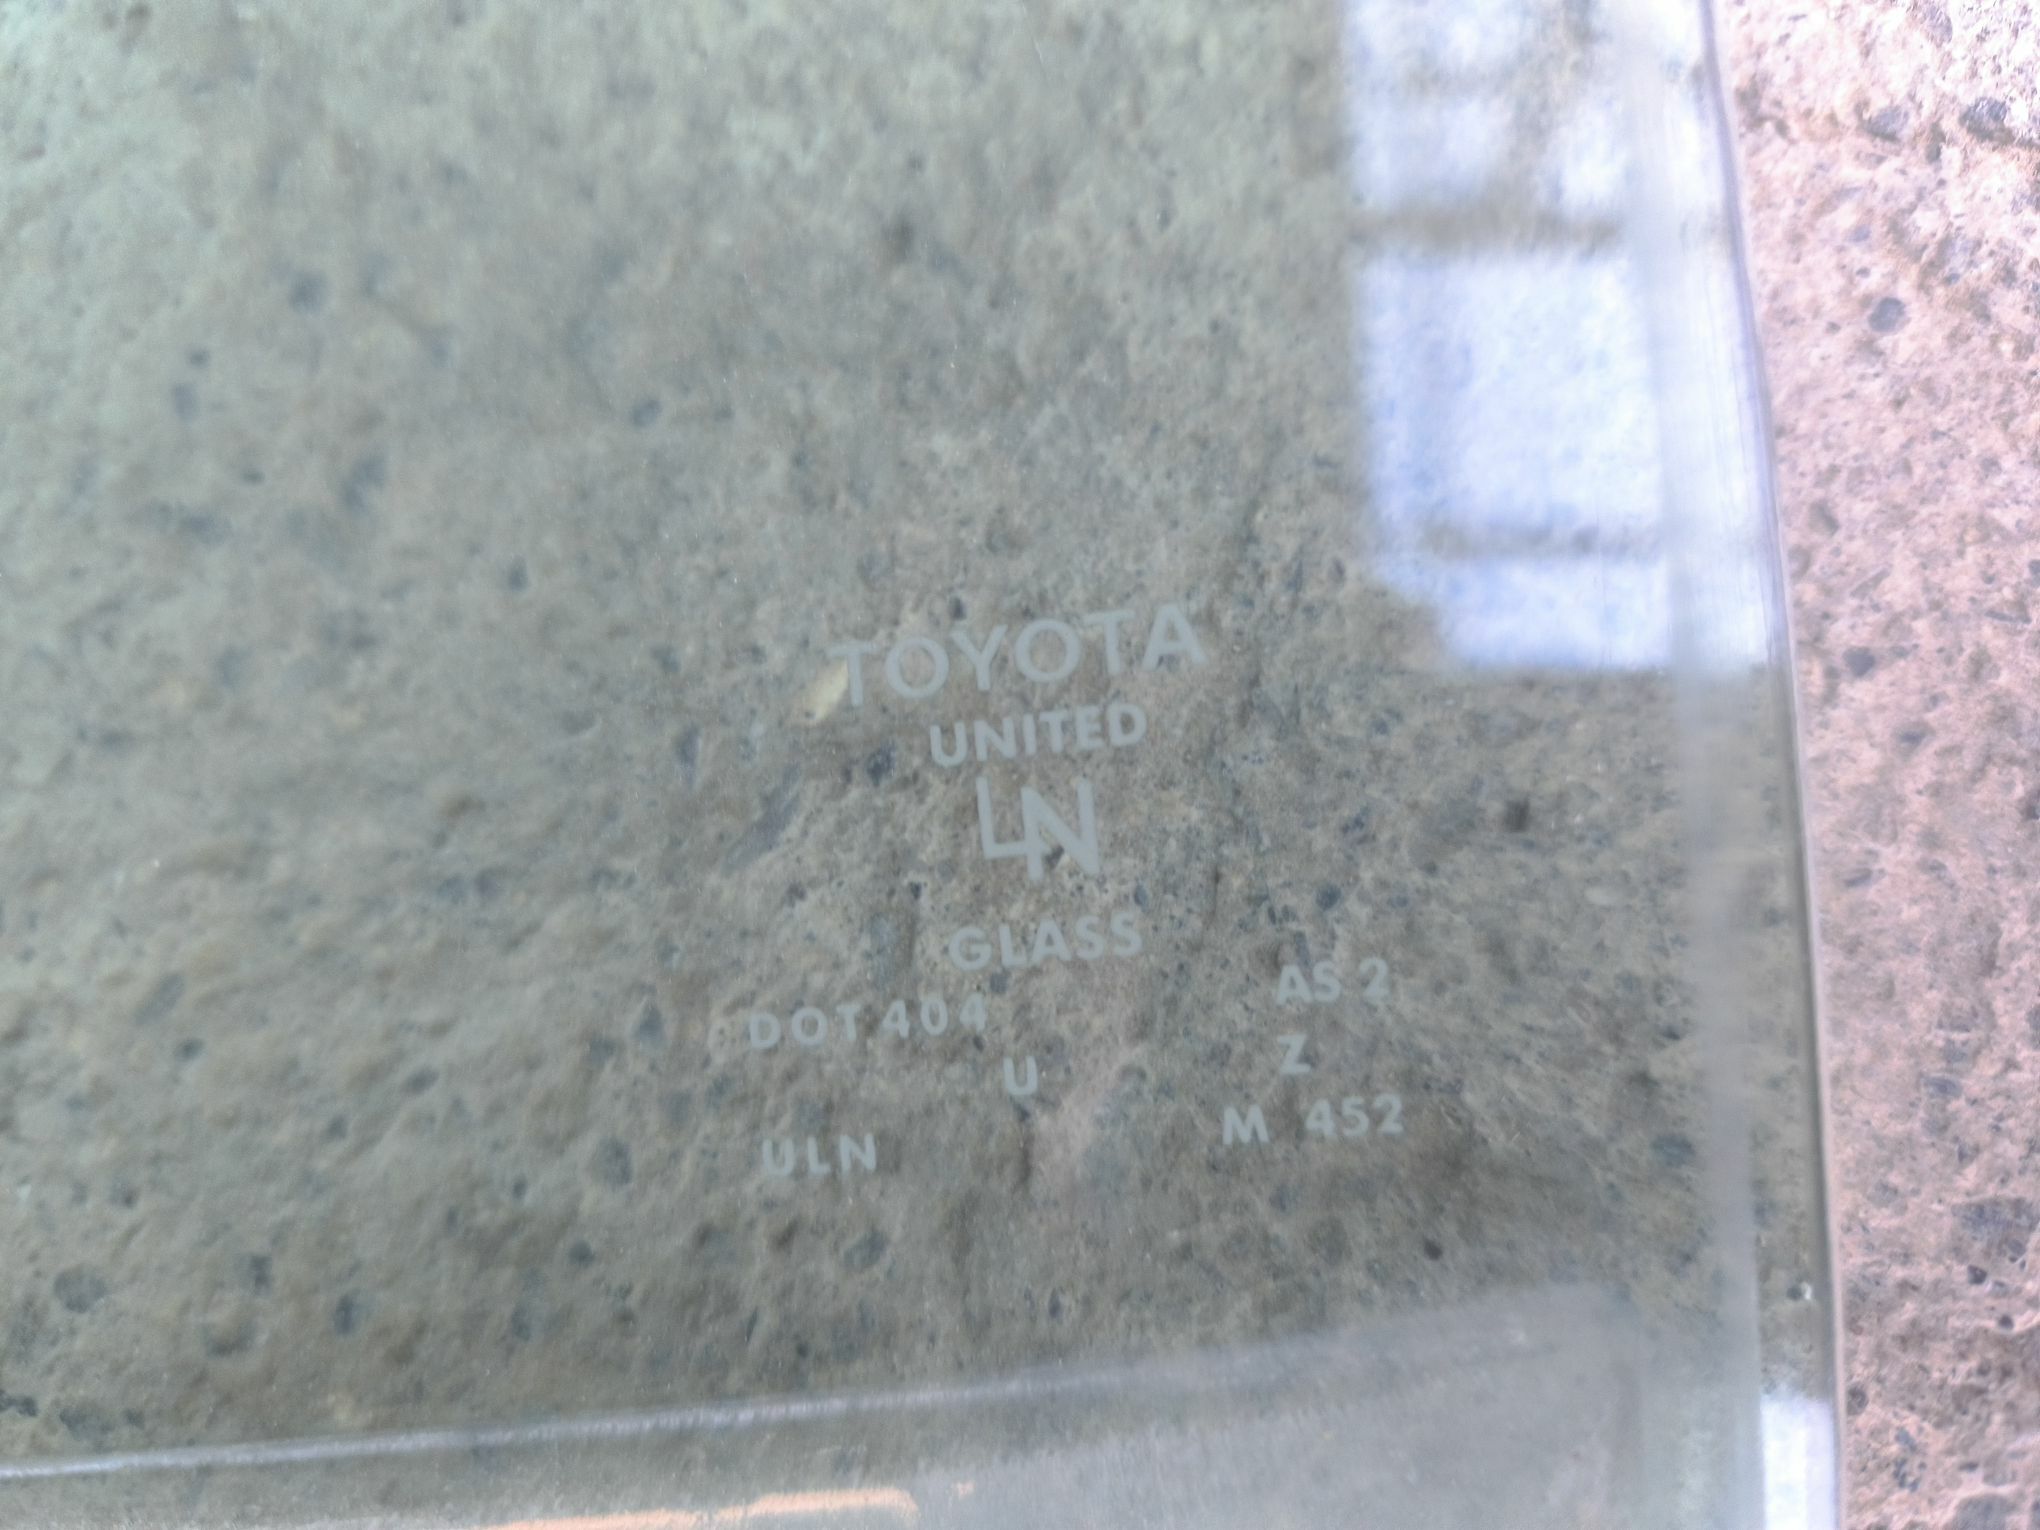 TOYOTA
UNITED
LN
GLASS
DOT 404 AS 2
U Z
ULN M 452